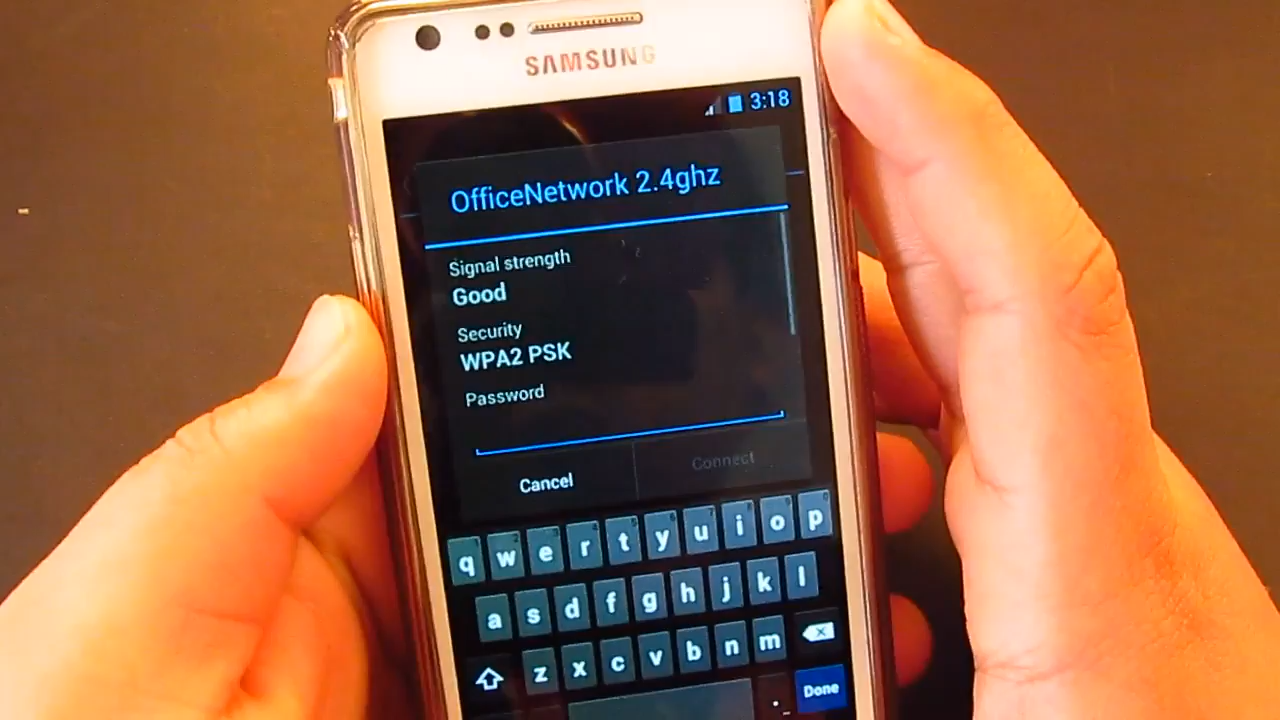 SAMSUNG
3:18
OfficeNetwork 2.4ghz
Signal strength
Good
Security
WPA2 PSK
Password
Cancel Connect
q w e r t y u i o p
a s d f g h j k l
z x c v b n m
. _ Done